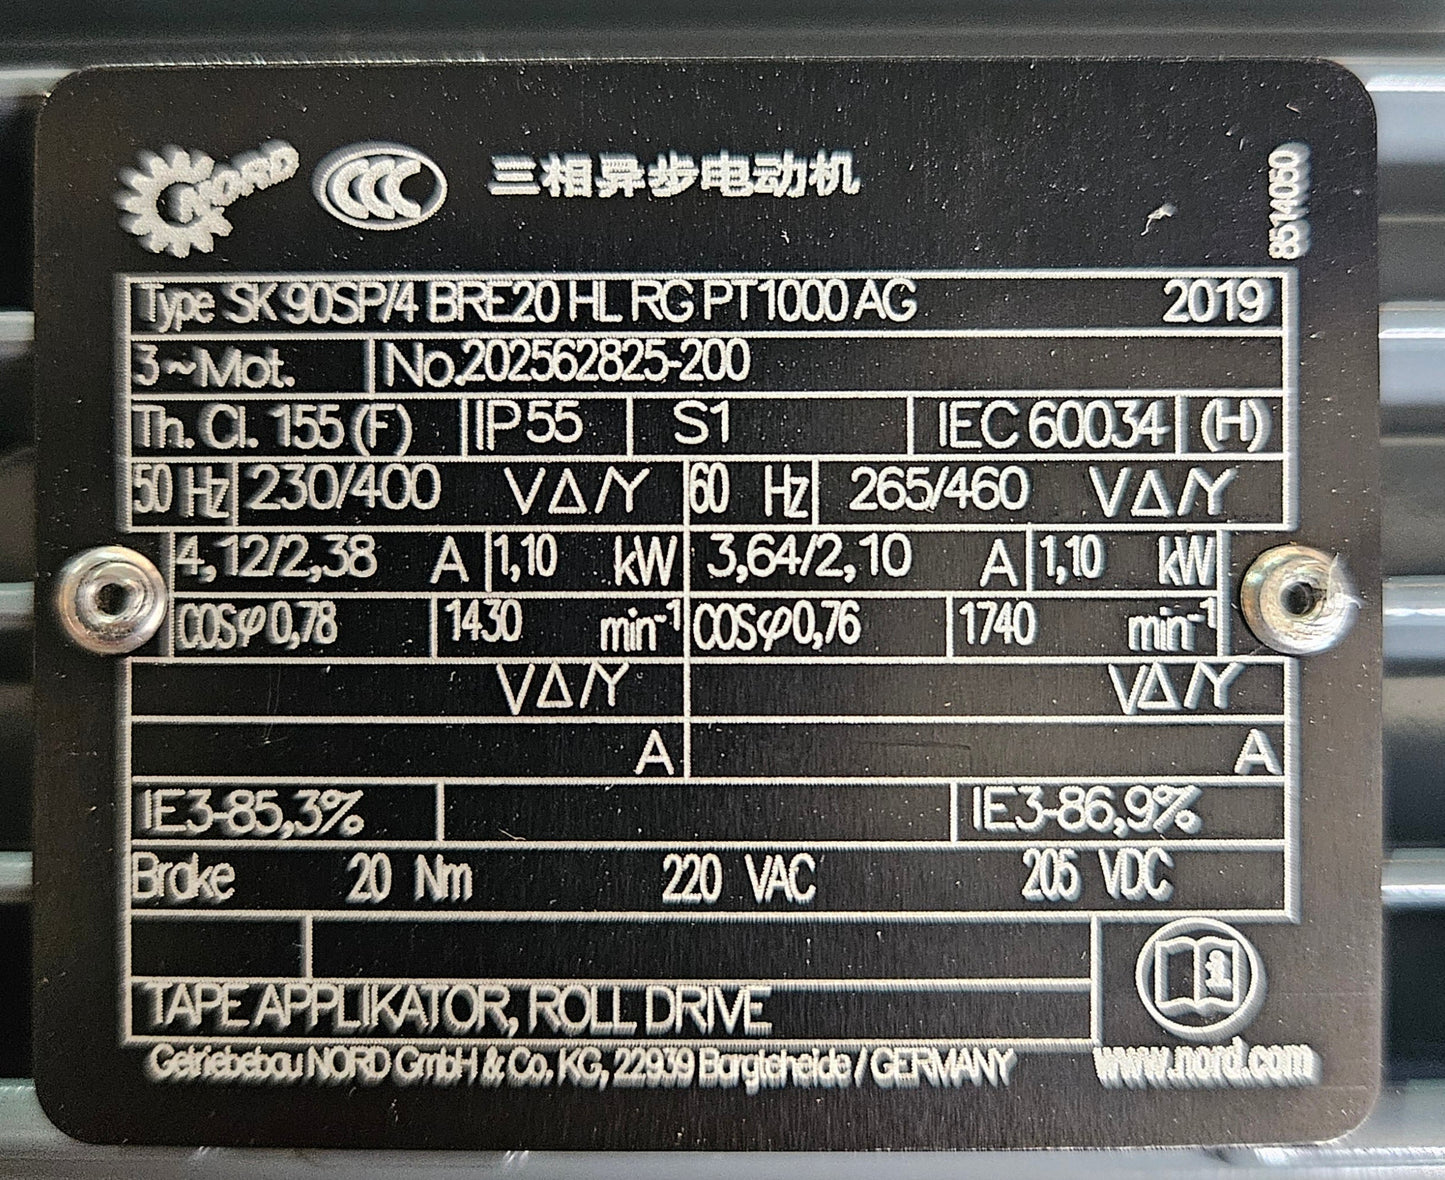 NORD CCC 三相异步电动机
8514050
Type SK 90SP/4 BRE20 HL RG PT1000 AG 2019
3~Mot. No.202562825-200
Th. Cl. 155 (F) IP55 S1 IEC 60034 (H)
50 Hz 230/400 V Δ/Y 60 Hz 265/460 V Δ/Y
4,12/2,38 A 1,10 kW 3,64/2,10 A 1,10 kW
COSφ 0,78 1430 min⁻¹ COSφ 0,76 1740 min⁻¹
V Δ/Y V Δ/Y
A A
IE3-85,3% IE3-86,9%
Brake 20 Nm 220 VAC 205 VDC
TAPE APPLIKATOR, ROLL DRIVE
Getriebebau NORD GmbH & Co. KG, 22939 Bargteheide / GERMANY www.nord.com